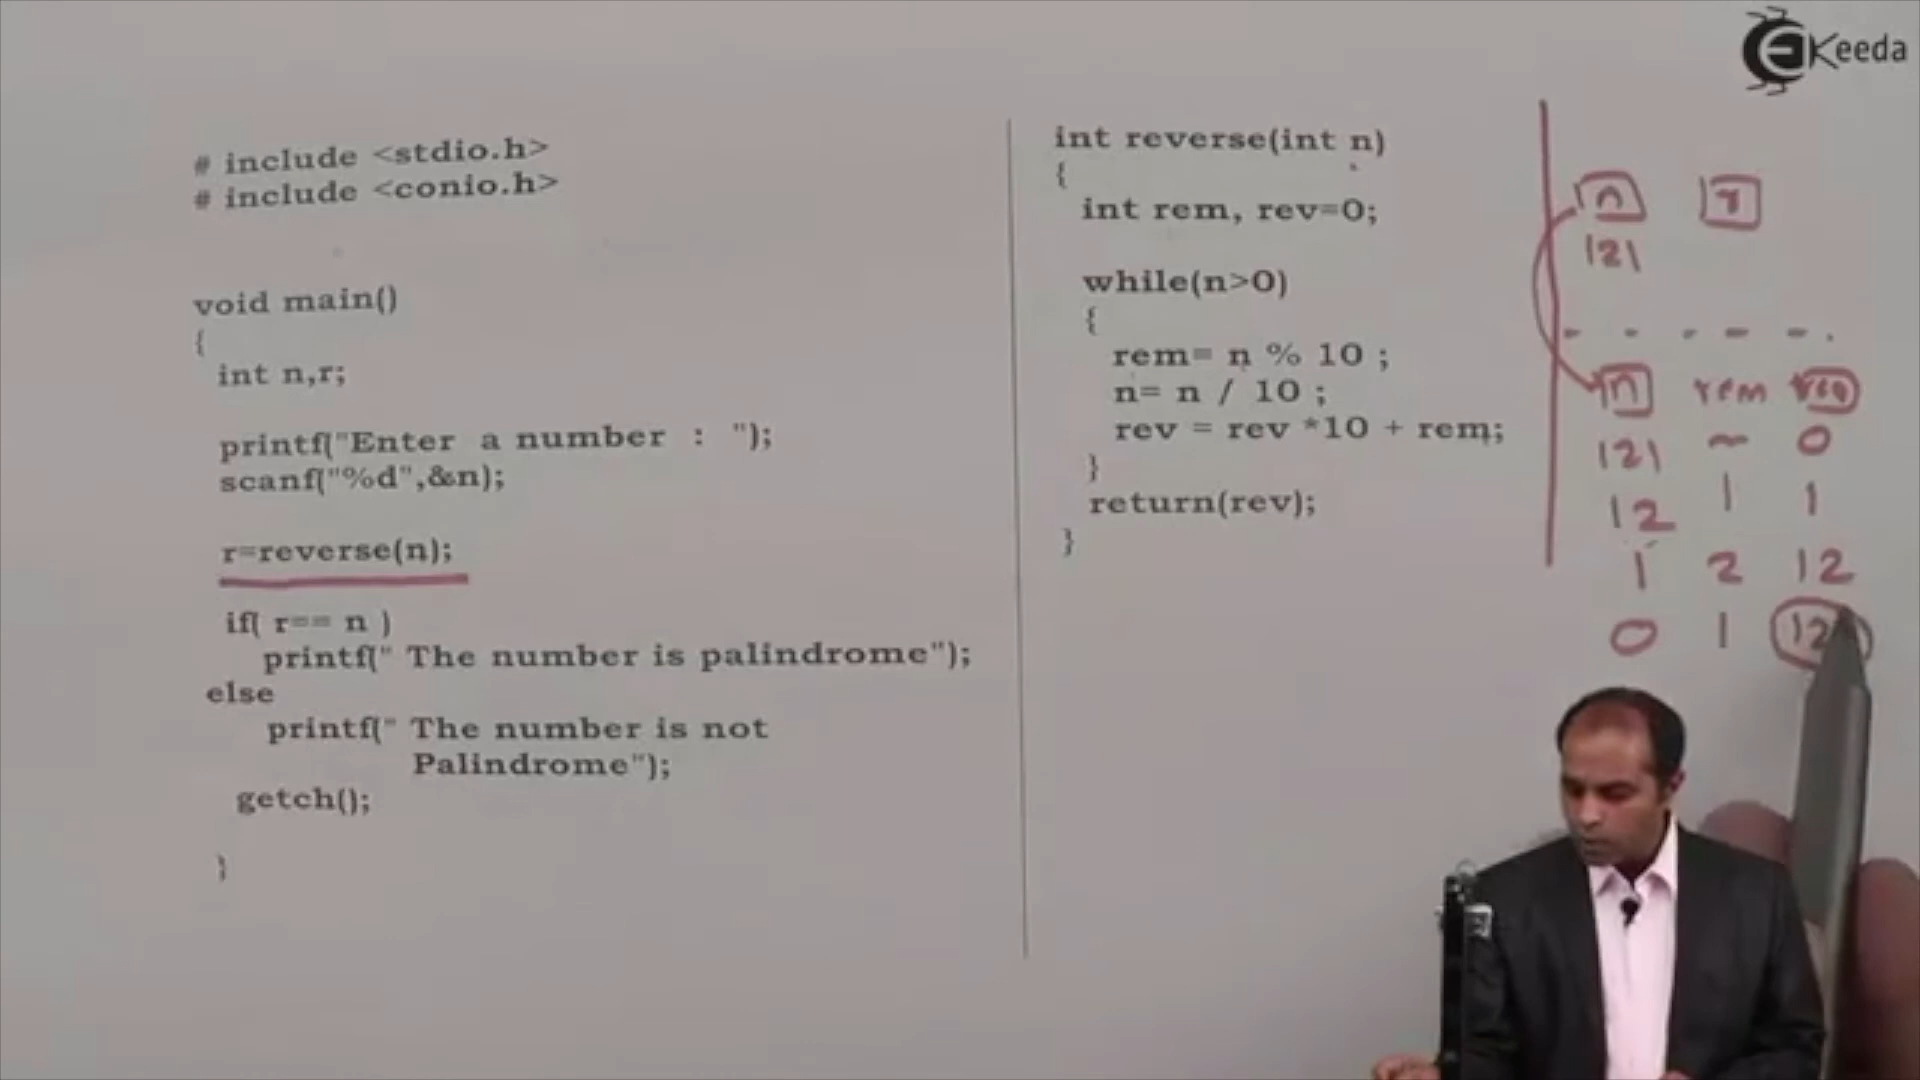 EKeeda
# include <stdio.h>
# include <conio.h>
void main()
{
int n,r;
printf("Enter a number : ");
scanf("%d",&n);
r=reverse(n);
if( r== n )
printf(" The number is palindrome");
else
printf(" The number is not
Palindrome");
getch();
}
int reverse(int n)
{
int rem, rev=0;
while(n>0)
{
rem= n % 10 ;
n= n / 10 ;
rev = rev *10 + rem;
}
return(rev);
}
n r
121
n rem rev
121 ~ 0
12 1 1
1 2 12
0 1